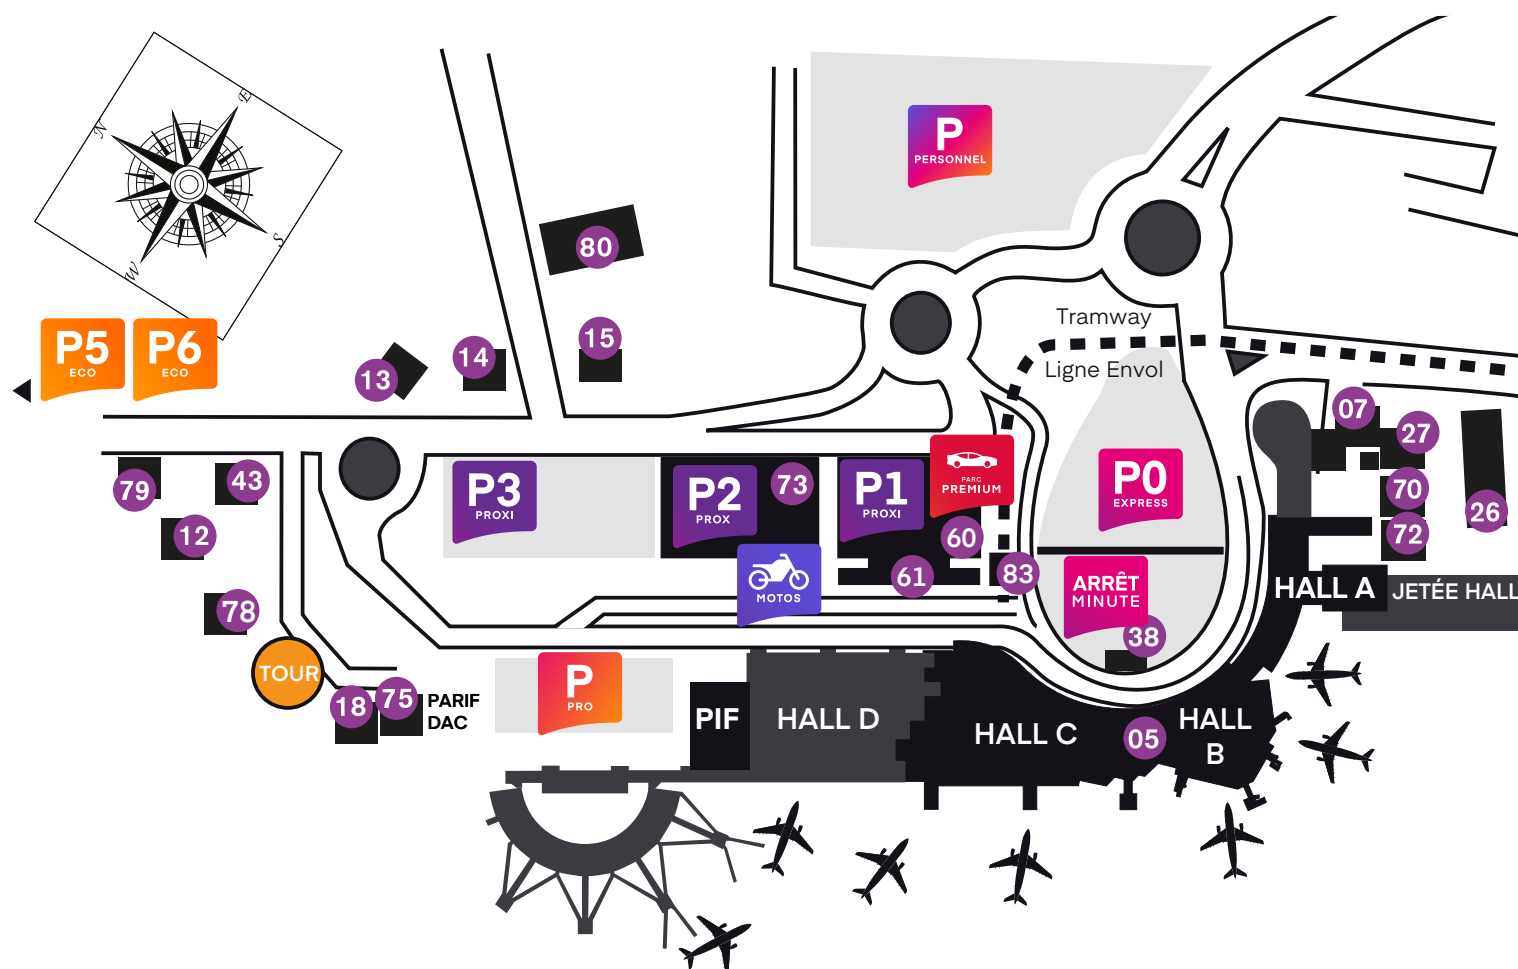 E
N
S
W
P
PERSONNEL
80
Tramway
Ligne Envol
P5
ECO
P6
ECO
13
14
15
07
27
79
43
12
78
P3
PROXI
P2
PROX
73
P1
PROXI
PARC
PREMIUM
P0
EXPRESS
70
26
72
60
61
83
MOTOS
ARRÊT
MINUTE
38
HALL A
JETÉE HALL
TOUR
18
75
PARIF
DAC
P
PRO
PIF
HALL D
HALL C
05
HALL
B